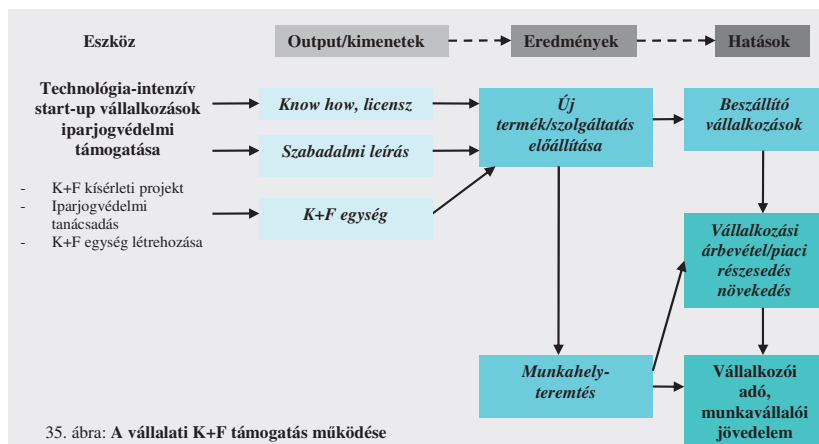 Eszköz
Output/kimenetek
Eredmények
Hatások
Technológia-intenzív
start-up vállalkozások
iparjogvédelmi
támogatása
- K+F kísérleti projekt
- Iparjogvédelmi
tanácsadás
- K+F egység létrehozása
Know how, licensz
Szabadalmi leírás
K+F egység
Új
termék/szolgáltatás
előállítása
Munkahely-
teremtés
Beszállító
vállalkozások
Vállalkozási
árbevétel/piaci
részesedés
növekedés
Vállalkozói
adó,
munkavállalói
jövedelem
35. ábra: A vállalati K+F támogatás működése